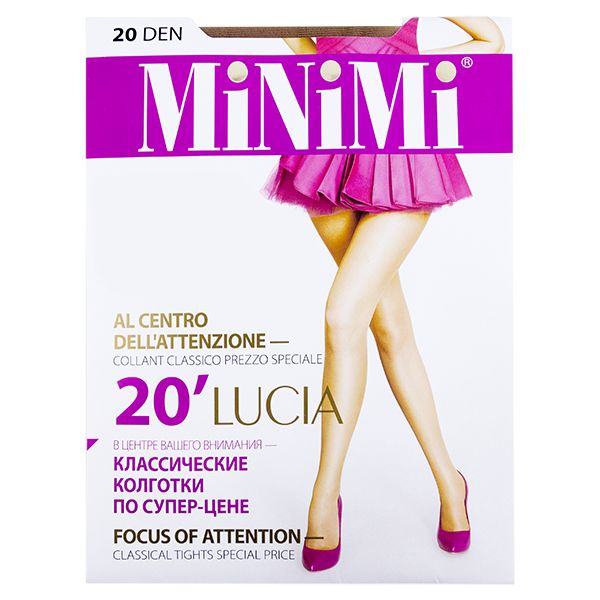 20 DEN
MiNiMi®
AL CENTRO
DELL'ATTENZIONE —
COLLANT CLASSICO PREZZO SPECIALE
20' LUCIA
В ЦЕНТРЕ ВАШЕГО ВНИМАНИЯ —
КЛАССИЧЕСКИЕ
КОЛГОТКИ
ПО СУПЕР-ЦЕНЕ
FOCUS OF ATTENTION —
CLASSICAL TIGHTS SPECIAL PRICE